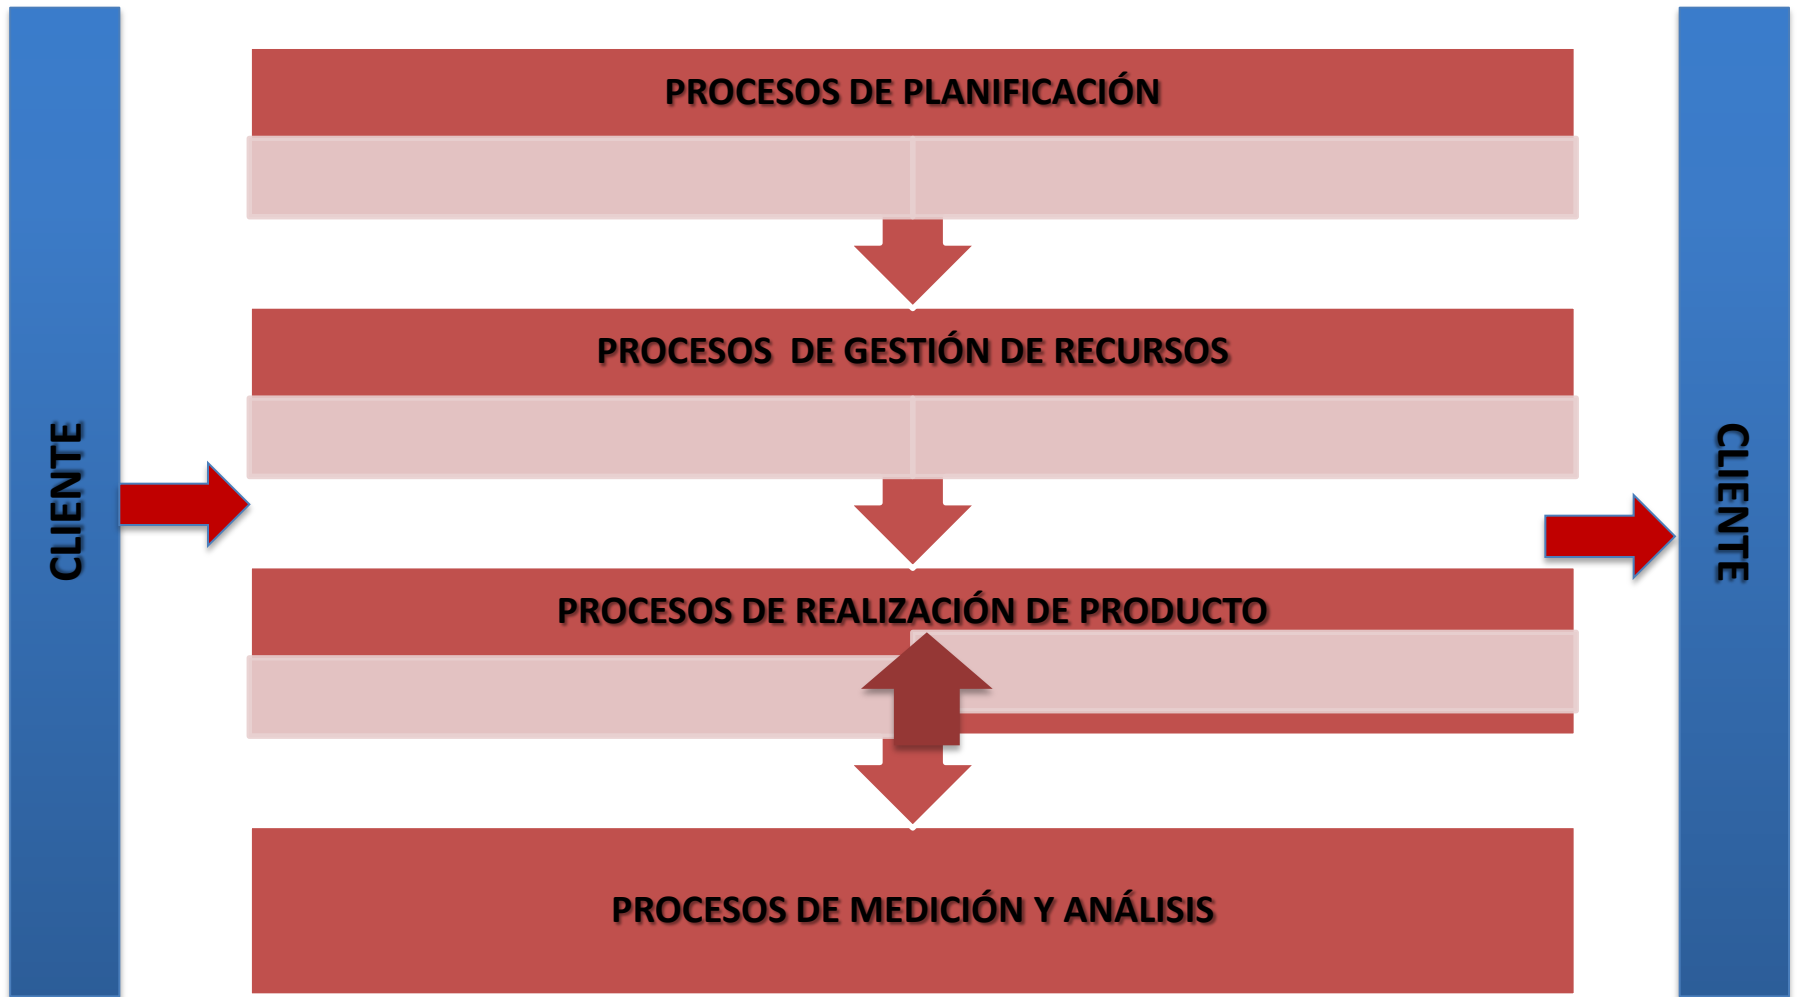 PROCESOS DE PLANIFICACIÓN
PROCESOS DE GESTIÓN DE RECURSOS
CLIENTE
CLIENTE
PROCESOS DE REALIZACIÓN DE PRODUCTO
PROCESOS DE MEDICIÓN Y ANÁLISIS